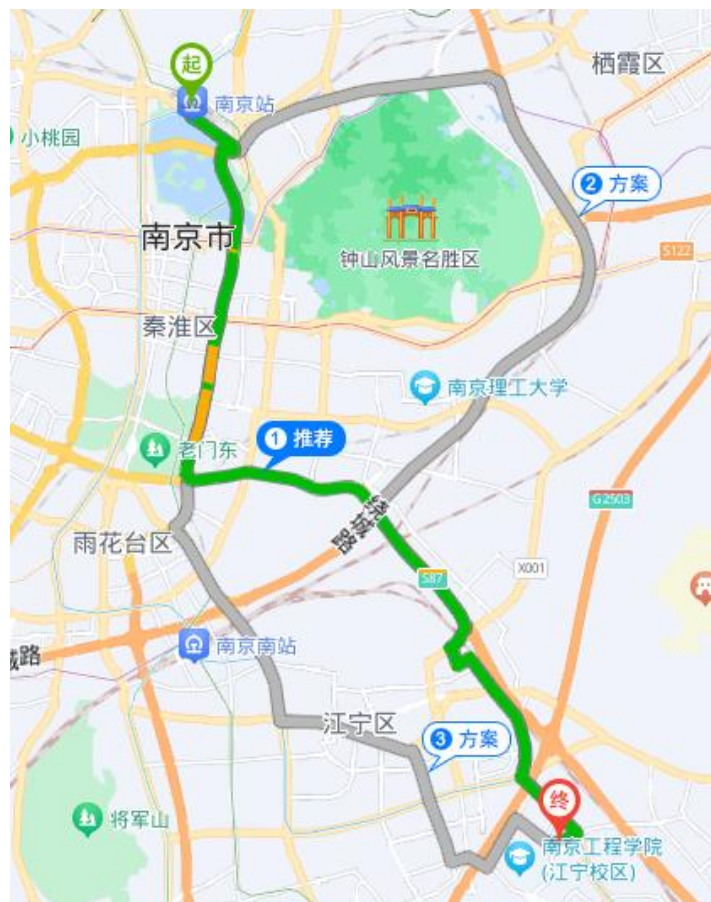 起
栖霞区
南京站
小桃园
2 方案
南京市
钟山风景名胜区
S122
秦淮区
南京理工大学
1 推荐
老门东
G2503
绕城路
雨花台区
X001
S87
南京南站
城路
江宁区
3 方案
终
将军山
南京工程学院
(江宁校区)